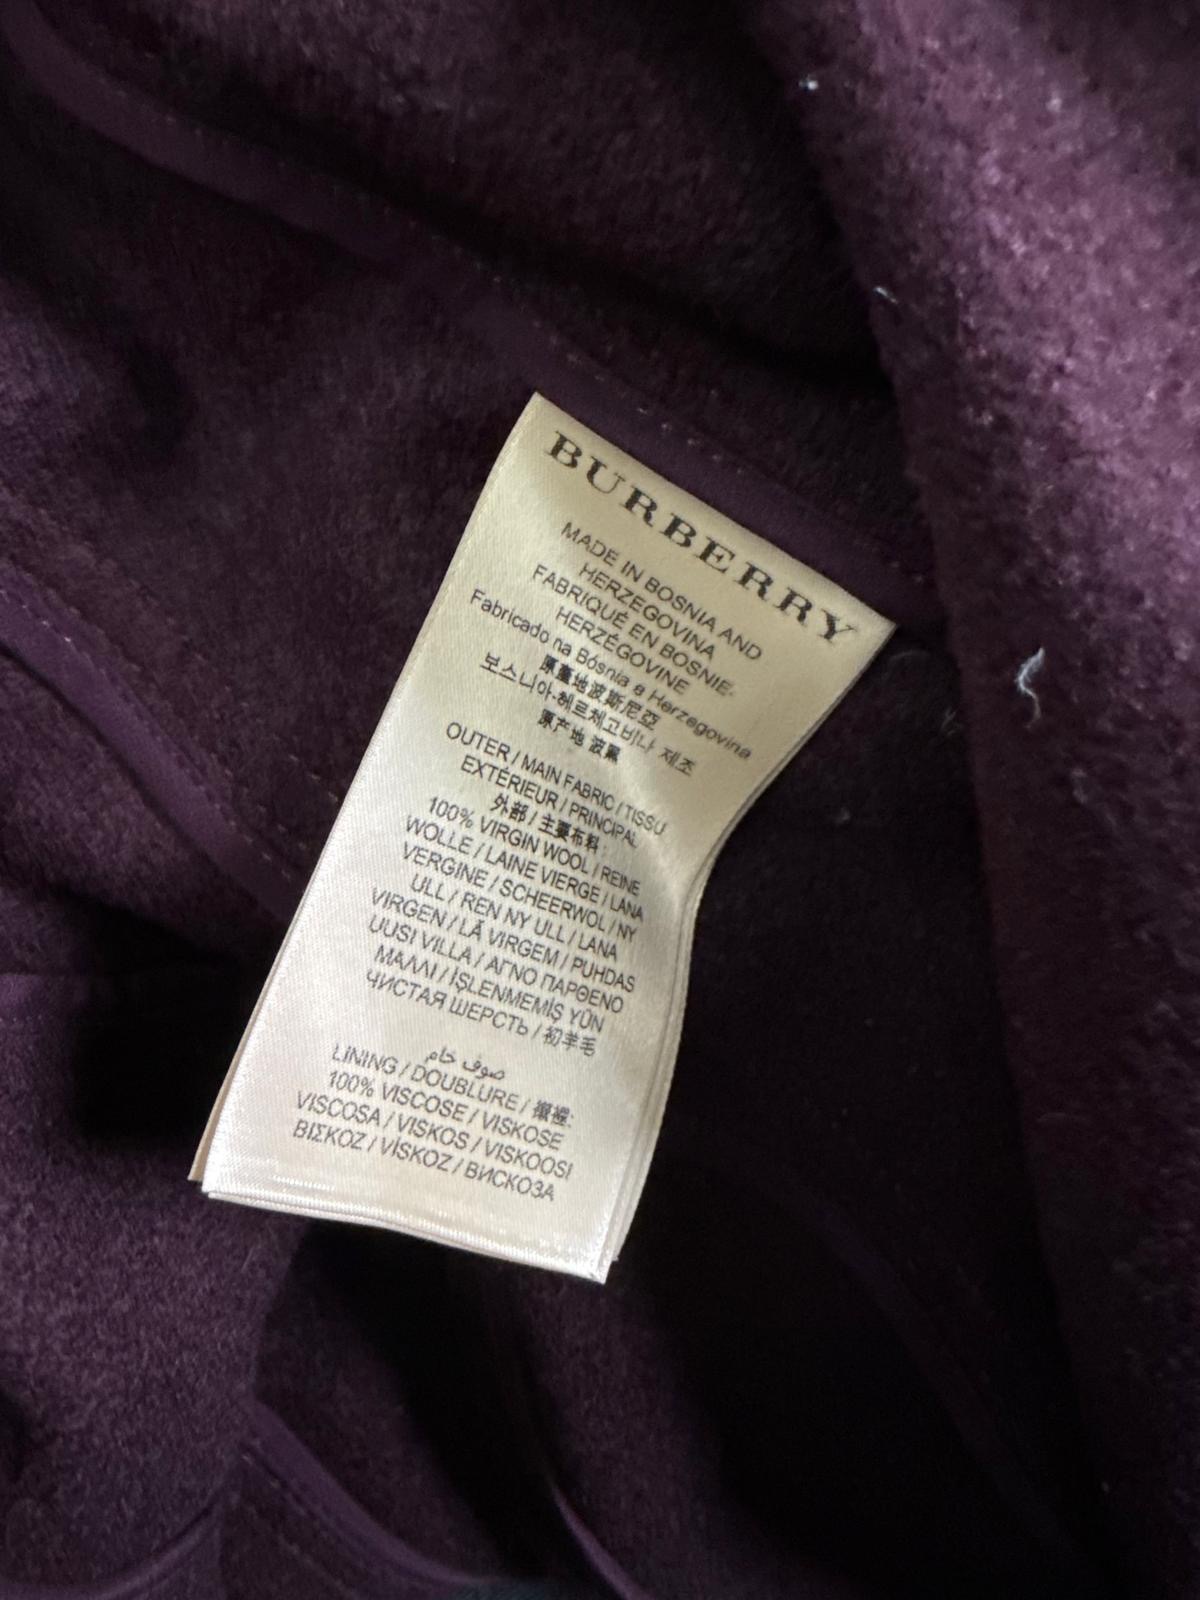 BURBERRY
MADE IN BOSNIA AND
HERZEGOVINA
FABRIQUÉ EN BOSNIE-
HERZÉGOVINE
Fabricado na Bósnia e Herzegovina
原產地波斯尼亞
보스니아-헤르체고비나 제조
原产地 波黑
OUTER / MAIN FABRIC / TISSU
EXTÉRIEUR / PRINCIPAL
外部 / 主要布料:
100% VIRGIN WOOL / REINE
WOLLE / LAINE VIERGE / LANA
VERGINE / SCHEERWOL / NY
ULL / REN NY ULL / LANA
VIRGEN / LÃ VIRGEM / PUHDAS
UUSI VILLA / ΑΓΝΟ ΠΑΡΘΕΝΟ
ΜΑΛΛΙ / İŞLENMEMİŞ YÜN
ЧИСТАЯ ШЕРСТЬ / 初羊毛
صوف خام
LINING / DOUBLURE / 襯裡:
100% VISCOSE / VISKOSE
VISCOSA / VISKOS / VISKOOSI
ΒΙΣΚΟΖ / VİSKOZ / ВИСКОЗА